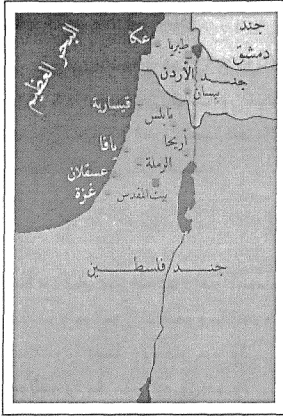 جند
دمشق
البحر العظيم
عكا
طبريا
جند الأردن
بيسان
قيسارية
نابلس
أريحا
يافا
الرملة
عسقلان
بيت المقدس
غزة
جند فلسطين